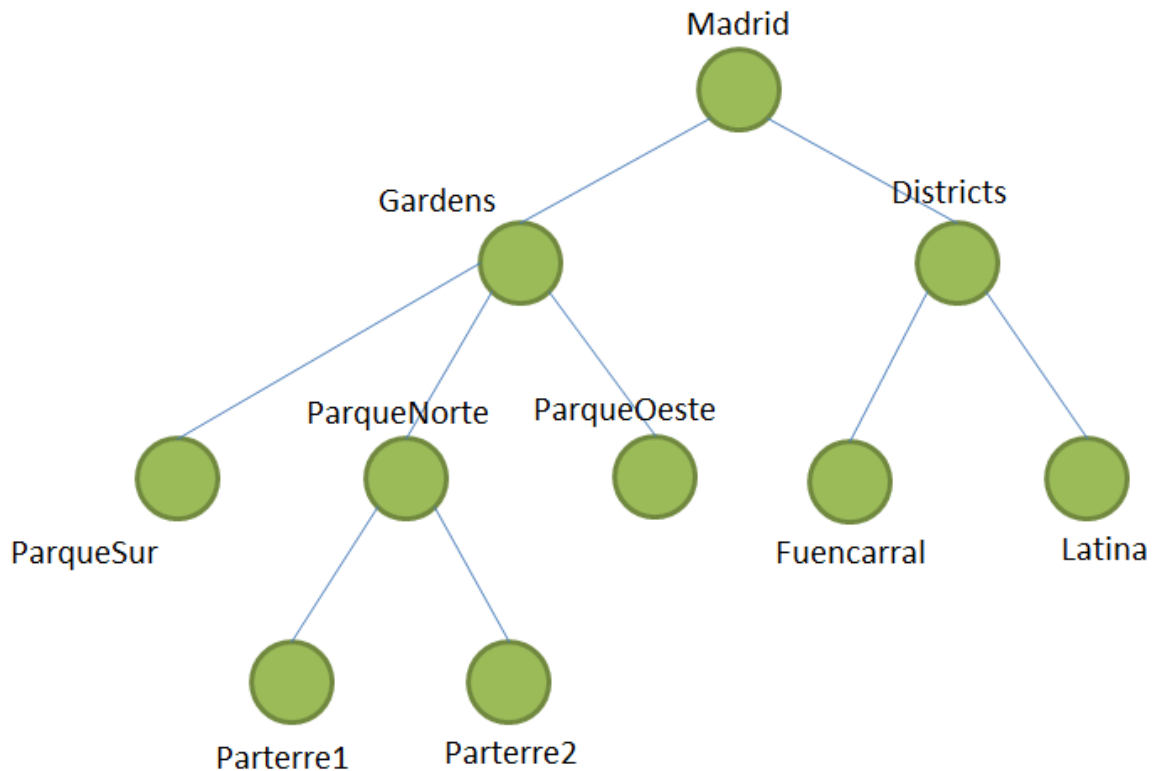 Madrid
Gardens
Districts
ParqueNorte
ParqueOeste
ParqueSur
Fuencarral
Latina
Parterre1
Parterre2